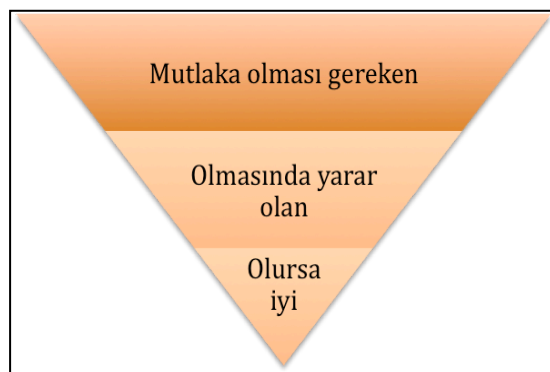 Mutlaka olması gereken
Olmasında yarar
olan
Olursa
iyi